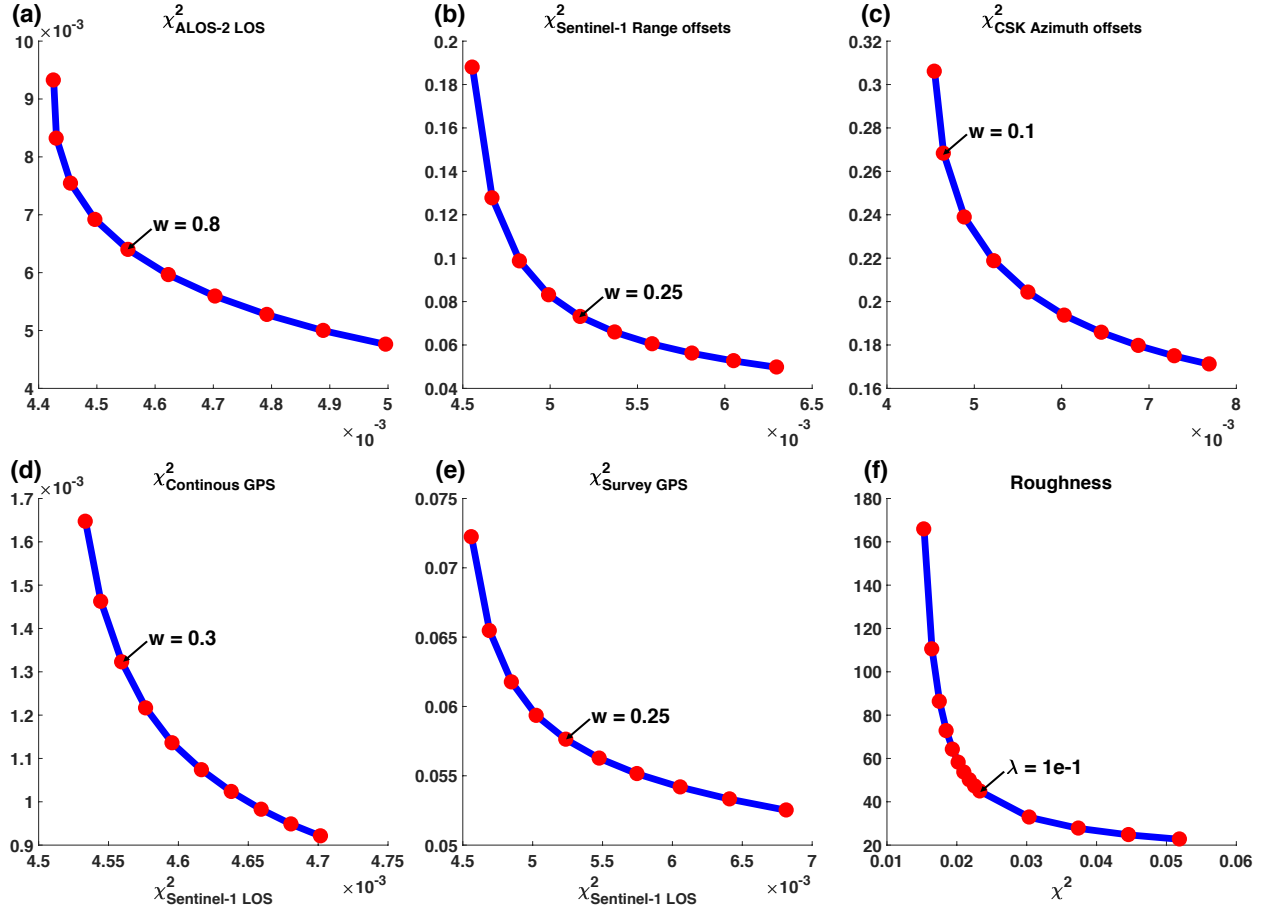 (a) χ²ALOS-2 LOS
×10⁻³
10
9
8
7
6
5
4
w = 0.8
4.4 4.5 4.6 4.7 4.8 4.9 5
×10⁻³
(b) χ²Sentinel-1 Range offsets
0.2
0.18
0.16
0.14
0.12
0.1
0.08
0.06
0.04
w = 0.25
4.5 5 5.5 6 6.5
×10⁻³
(c) χ²CSK Azimuth offsets
0.32
0.3
0.28
0.26
0.24
0.22
0.2
0.18
0.16
w = 0.1
4 5 6 7 8
×10⁻³
(d) χ²Continous GPS
×10⁻³
1.7
1.6
1.5
1.4
1.3
1.2
1.1
1
0.9
w = 0.3
4.5 4.55 4.6 4.65 4.7 4.75
χ²Sentinel-1 LOS ×10⁻³
(e) χ²Survey GPS
0.075
0.07
0.065
0.06
0.055
0.05
w = 0.25
4.5 5 5.5 6 6.5 7
χ²Sentinel-1 LOS ×10⁻³
(f) Roughness
180
160
140
120
100
80
60
40
20
λ = 1e-1
0.01 0.02 0.03 0.04 0.05 0.06
χ²